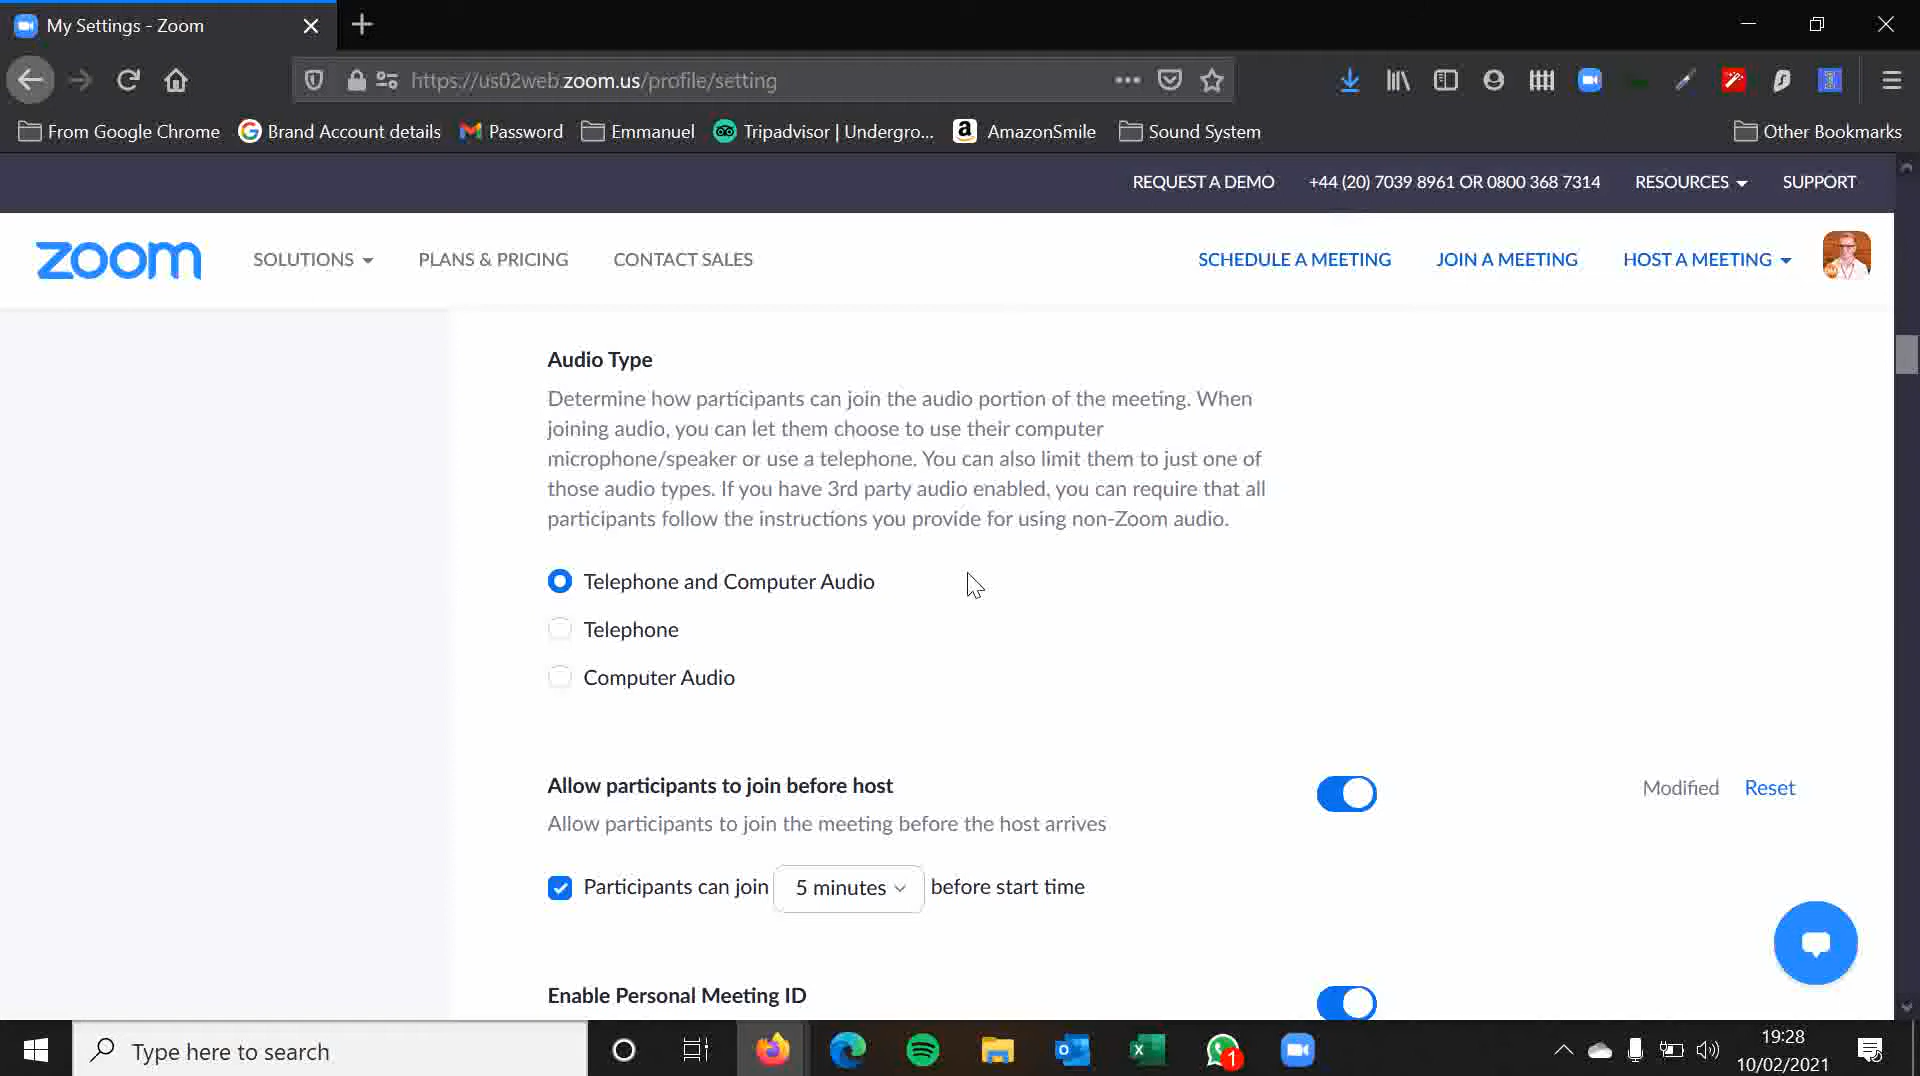 My Settings - Zoom
https://us02web.zoom.us/profile/setting
From Google Chrome
Brand Account details
Password
Emmanuel
Tripadvisor | Undergro...
AmazonSmile
Sound System
Other Bookmarks
REQUEST A DEMO
+44 (20) 7039 8961 OR 0800 368 7314
RESOURCES
SUPPORT
zoom
SOLUTIONS
PLANS & PRICING
CONTACT SALES
SCHEDULE A MEETING
JOIN A MEETING
HOST A MEETING
Audio Type
Determine how participants can join the audio portion of the meeting. When
joining audio, you can let them choose to use their computer
microphone/speaker or use a telephone. You can also limit them to just one of
those audio types. If you have 3rd party audio enabled, you can require that all
participants follow the instructions you provide for using non-Zoom audio.
Telephone and Computer Audio
Telephone
Computer Audio
Allow participants to join before host
Modified
Reset
Allow participants to join the meeting before the host arrives
Participants can join 5 minutes before start time
Enable Personal Meeting ID
Type here to search
1
19:28
10/02/2021